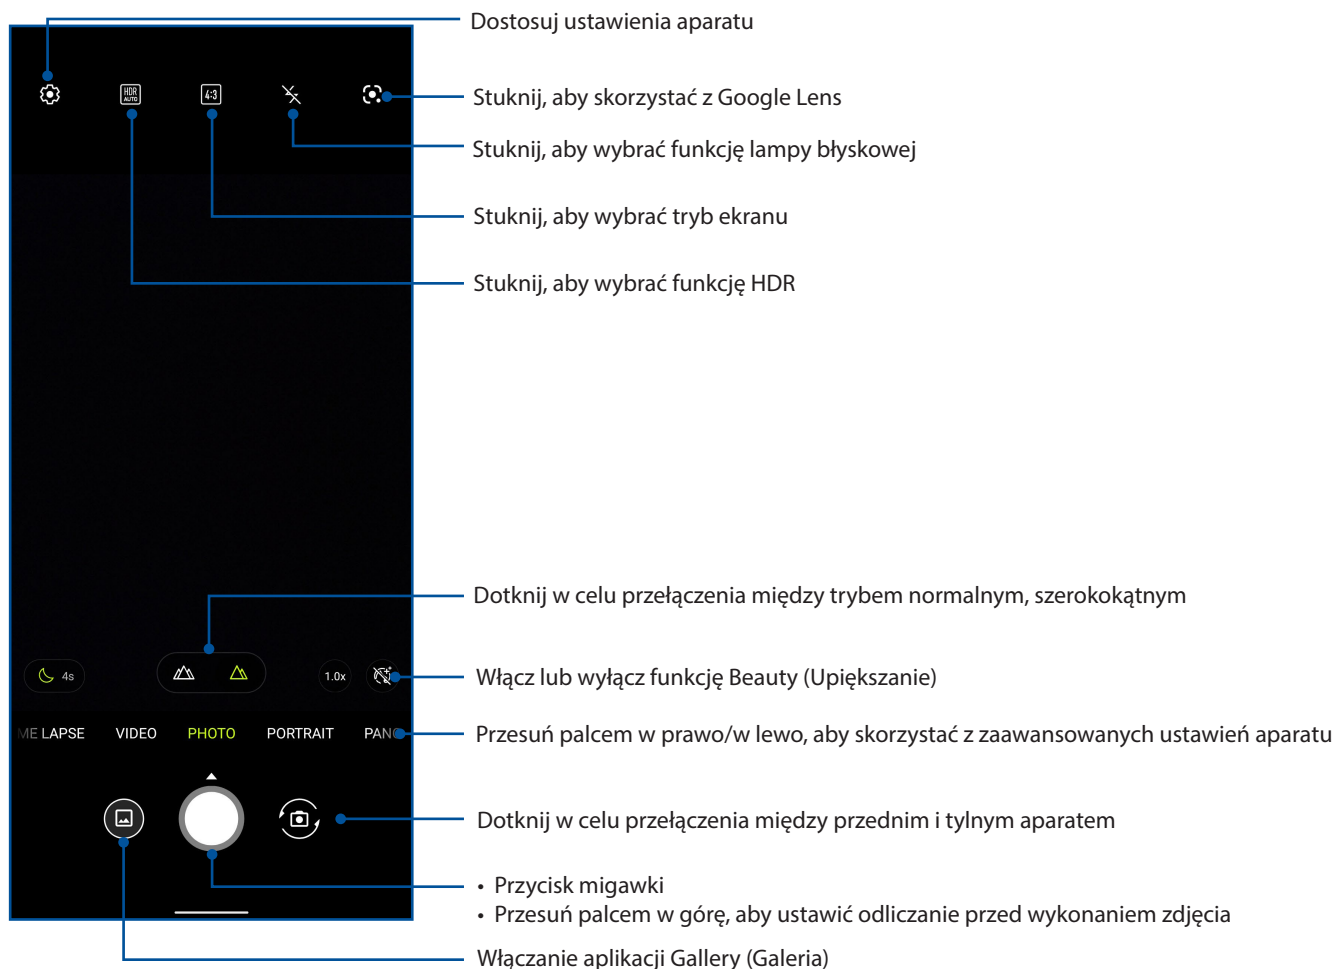 Dostosuj ustawienia aparatu
HDR
AUTO
4:3
Stuknij, aby skorzystać z Google Lens
Stuknij, aby wybrać funkcję lampy błyskowej
Stuknij, aby wybrać tryb ekranu
Stuknij, aby wybrać funkcję HDR
Dotknij w celu przełączenia między trybem normalnym, szerokokątnym
4s
1.0x
Włącz lub wyłącz funkcję Beauty (Upiększanie)
ME LAPSE VIDEO PHOTO PORTRAIT PANO
Przesuń palcem w prawo/w lewo, aby skorzystać z zaawansowanych ustawień aparatu
Dotknij w celu przełączenia między przednim i tylnym aparatem
• Przycisk migawki
• Przesuń palcem w górę, aby ustawić odliczanie przed wykonaniem zdjęcia
Włączanie aplikacji Gallery (Galeria)